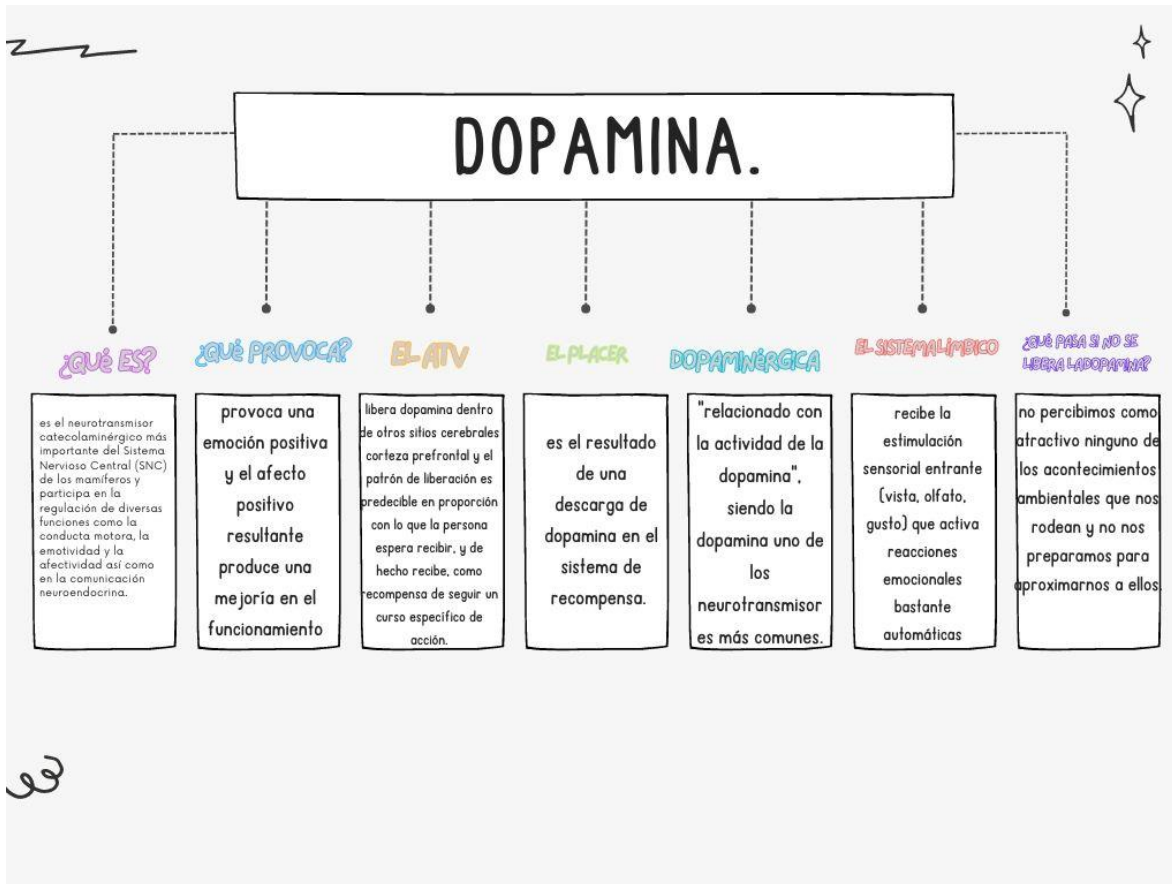 DOPAMINA.
¿QUÉ ES?
es el neurotransmisor
catecolaminérgico más
importante del Sistema
Nervioso Central (SNC)
de los mamíferos y
participa en la
regulación de diversas
funciones como la
conducta motora, la
emotividad y la
afectividad así como
en la comunicación
neuroendocrina.
¿QUÉ PROVOCA?
provoca una
emoción positiva
y el afecto
positivo
resultante
produce una
mejoría en el
funcionamiento
EL ATV
libera dopamina dentro
de otros sitios cerebrales
corteza prefrontal y el
patrón de liberación es
predecible en proporción
con lo que la persona
espera recibir, y de
hecho recibe, como
recompensa de seguir un
curso específico de
acción.
EL PLACER
es el resultado
de una
descarga de
dopamina en el
sistema de
recompensa.
DOPAMINÉRGICA
"relacionado con
la actividad de la
dopamina",
siendo la
dopamina uno de
los
neurotransmisor
es más comunes.
EL SISTEMA LÍMBICO
recibe la
estimulación
sensorial entrante
(vista, olfato,
gusto) que activa
reacciones
emocionales
bastante
automáticas
¿QUÉ PASA SI NO SE
LIBERA LADOPAMINA?
no percibimos como
atractivo ninguno de
los acontecimientos
ambientales que nos
rodean y no nos
preparamos para
aproximarnos a ellos.